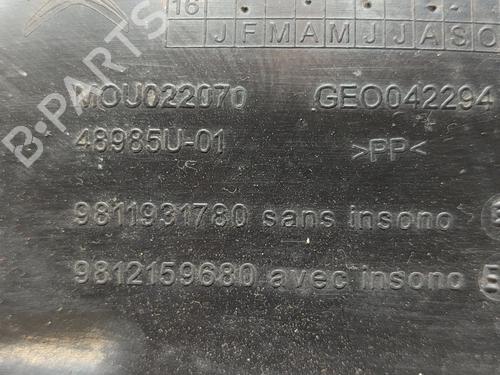 16
J F M A M J J A S O
MOU022070 GEO042294
48985U-01 >PP<
9811931780 sans insono
9812159680 avec insono
B-PARTS